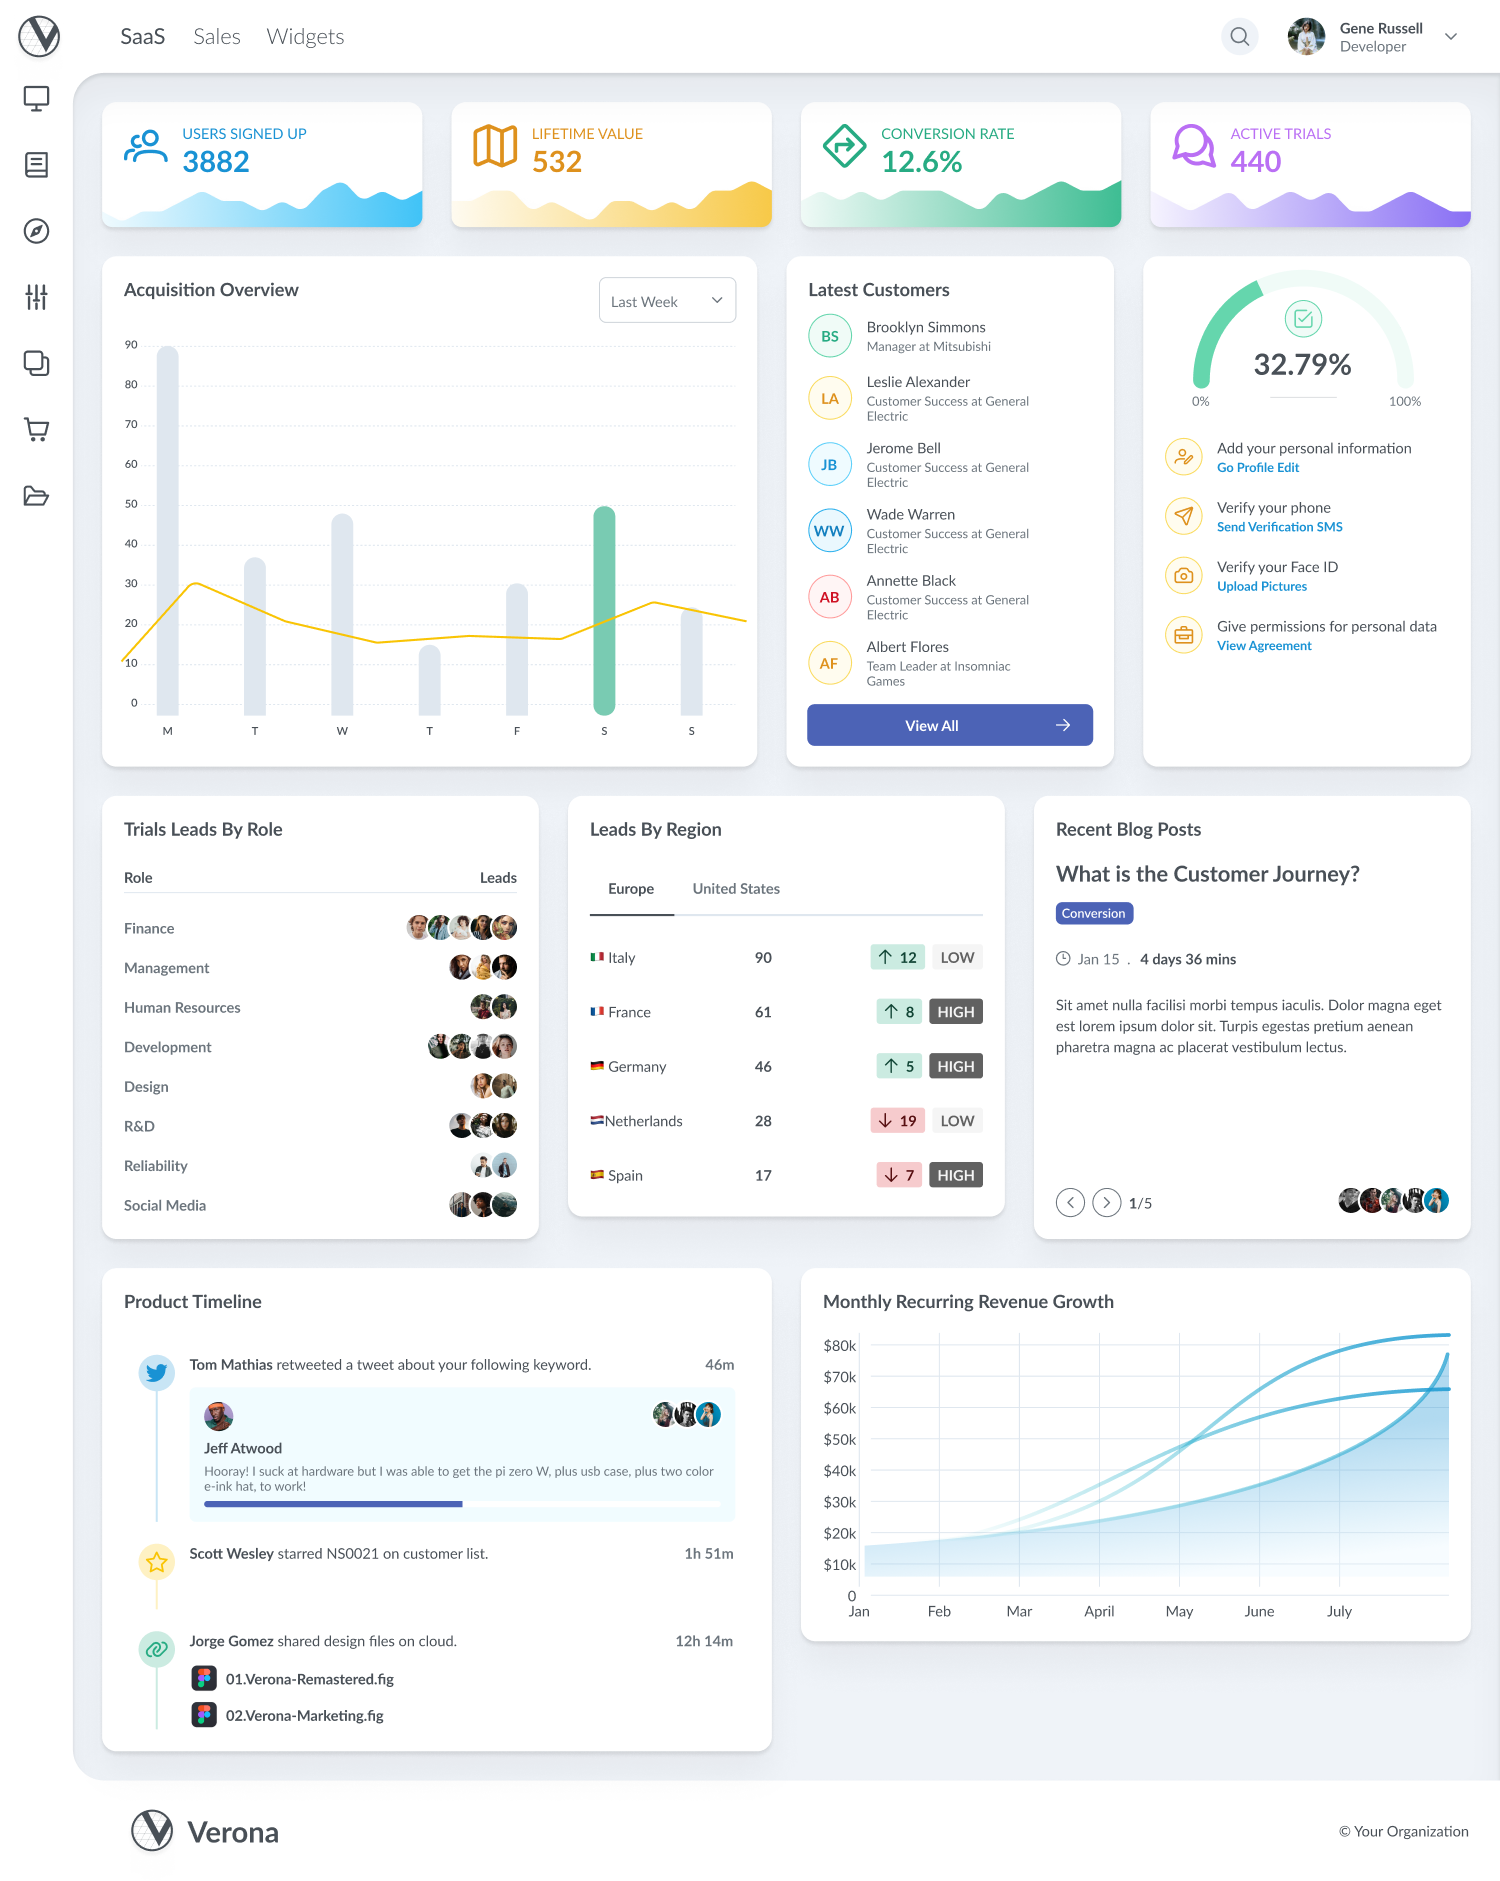 SaaS Sales Widgets
Gene Russell
Developer
USERS SIGNED UP
3882
LIFETIME VALUE
532
CONVERSION RATE
12.6%
ACTIVE TRIALS
440
Acquisition Overview
Last Week
90
80
70
60
50
40
30
20
10
0
M T W T F S S
Latest Customers
BS
Brooklyn Simmons
Manager at Mitsubishi
LA
Leslie Alexander
Customer Success at General
Electric
JB
Jerome Bell
Customer Success at General
Electric
WW
Wade Warren
Customer Success at General
Electric
AB
Annette Black
Customer Success at General
Electric
AF
Albert Flores
Team Leader at Insomniac
Games
View All
32.79%
0% 100%
Add your personal information
Go Profile Edit
Verify your phone
Send Verification SMS
Verify your Face ID
Upload Pictures
Give permissions for personal data
View Agreement
Trials Leads By Role
Role Leads
Finance
Management
Human Resources
Development
Design
R&D
Reliability
Social Media
Leads By Region
Europe United States
Italy 90 12 LOW
France 61 8 HIGH
Germany 46 5 HIGH
Netherlands 28 19 LOW
Spain 17 7 HIGH
Recent Blog Posts
What is the Customer Journey?
Conversion
Jan 15 . 4 days 36 mins
Sit amet nulla facilisi morbi tempus iaculis. Dolor magna eget
est lorem ipsum dolor sit. Turpis egestas pretium aenean
pharetra magna ac placerat vestibulum lectus.
1/5
Product Timeline
Tom Mathias retweeted a tweet about your following keyword. 46m
Jeff Atwood
Hooray! I suck at hardware but I was able to get the pi zero W, plus usb case, plus two color
e-ink hat, to work!
Scott Wesley starred NS0021 on customer list. 1h 51m
Jorge Gomez shared design files on cloud. 12h 14m
01.Verona-Remastered.fig
02.Verona-Marketing.fig
Monthly Recurring Revenue Growth
$80k
$70k
$60k
$50k
$40k
$30k
$20k
$10k
0
Jan Feb Mar April May June July
Verona
© Your Organization